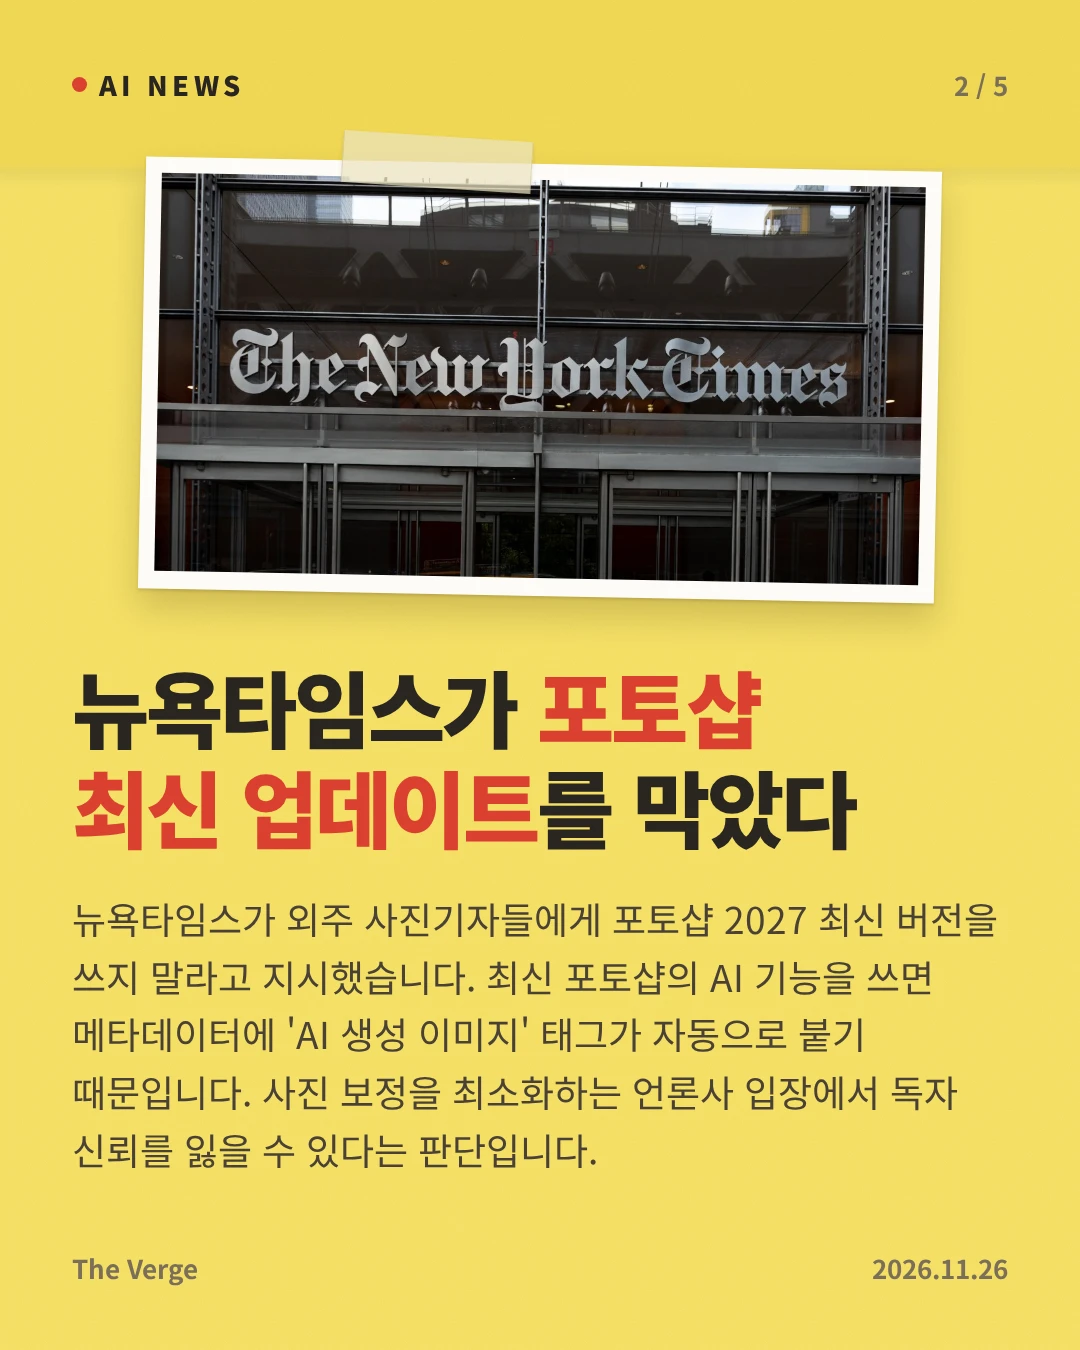 AI NEWS
2 / 5
The New York Times
뉴욕타임스가 포토샵
최신 업데이트를 막았다
뉴욕타임스가 외주 사진기자들에게 포토샵 2027 최신 버전을
쓰지 말라고 지시했습니다. 최신 포토샵의 AI 기능을 쓰면
메타데이터에 'AI 생성 이미지' 태그가 자동으로 붙기
때문입니다. 사진 보정을 최소화하는 언론사 입장에서 독자
신뢰를 잃을 수 있다는 판단입니다.
The Verge
2026.11.26